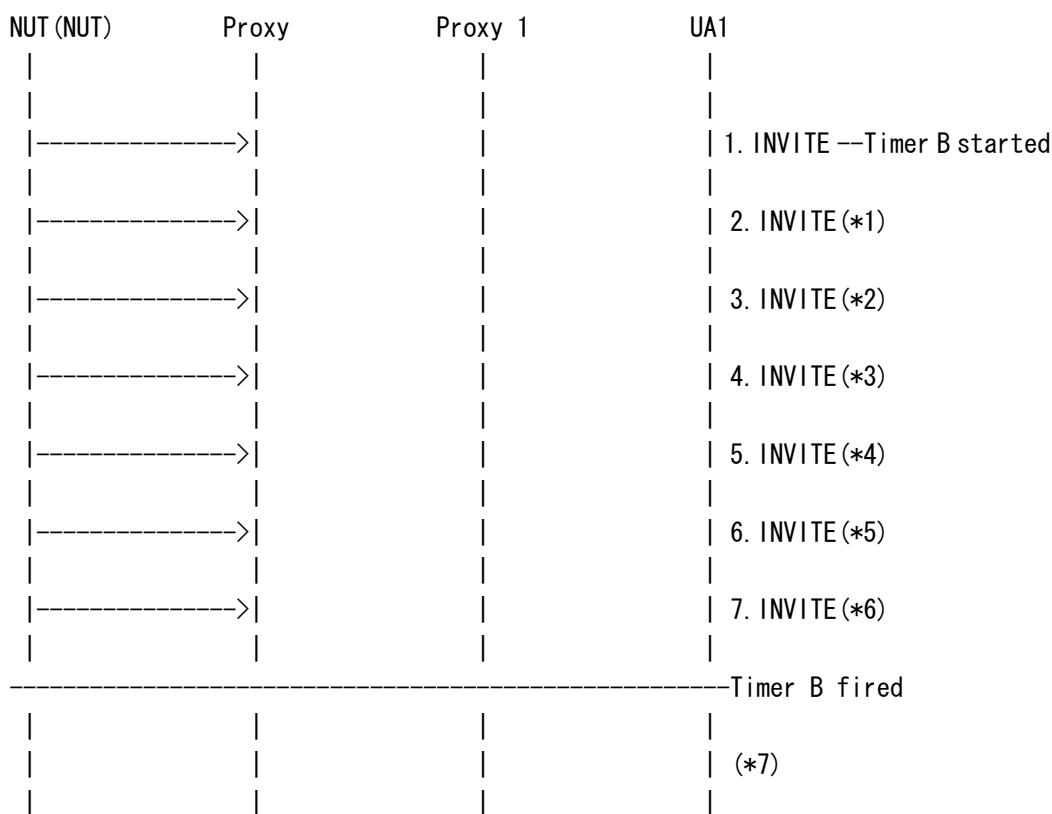 NUT(NUT) Proxy Proxy 1 UA1
| | | |
| | | |
|--------------->| | | 1. INVITE --Timer B started
| | | |
|--------------->| | | 2. INVITE(*1)
| | | |
|--------------->| | | 3. INVITE(*2)
| | | |
|--------------->| | | 4. INVITE(*3)
| | | |
|--------------->| | | 5. INVITE(*4)
| | | |
|--------------->| | | 6. INVITE(*5)
| | | |
|--------------->| | | 7. INVITE(*6)
| | | |
------------------------------------------------------Timer B fired
| | | |
| | | | (*7)
| | | |